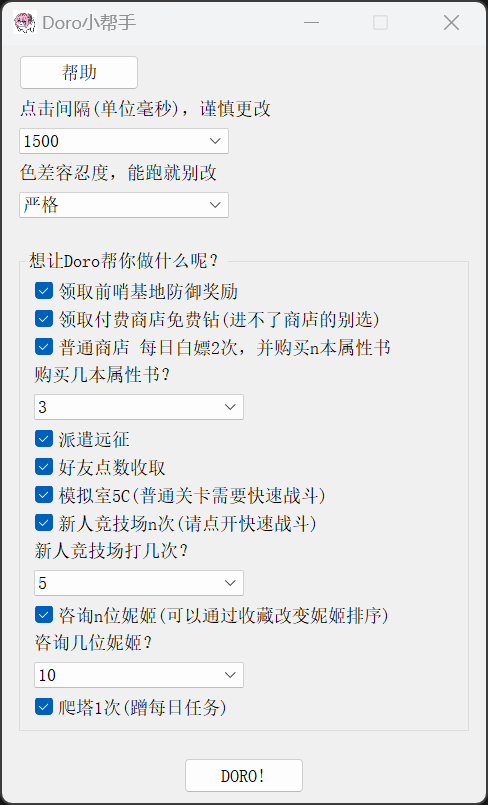 Doro小帮手
帮助
点击间隔(单位毫秒)，谨慎更改
1500
色差容忍度，能跑就别改
严格
想让Doro帮你做什么呢？
领取前哨基地防御奖励
领取付费商店免费钻(进不了商店的别选)
普通商店 每日白嫖2次，并购买n本属性书
购买几本属性书？
3
派遣远征
好友点数收取
模拟室5C(普通关卡需要快速战斗)
新人竞技场n次(请点开快速战斗)
新人竞技场打几次？
5
咨询n位妮姬(可以通过收藏改变妮姬排序)
咨询几位妮姬？
10
爬塔1次(蹭每日任务)
DORO!